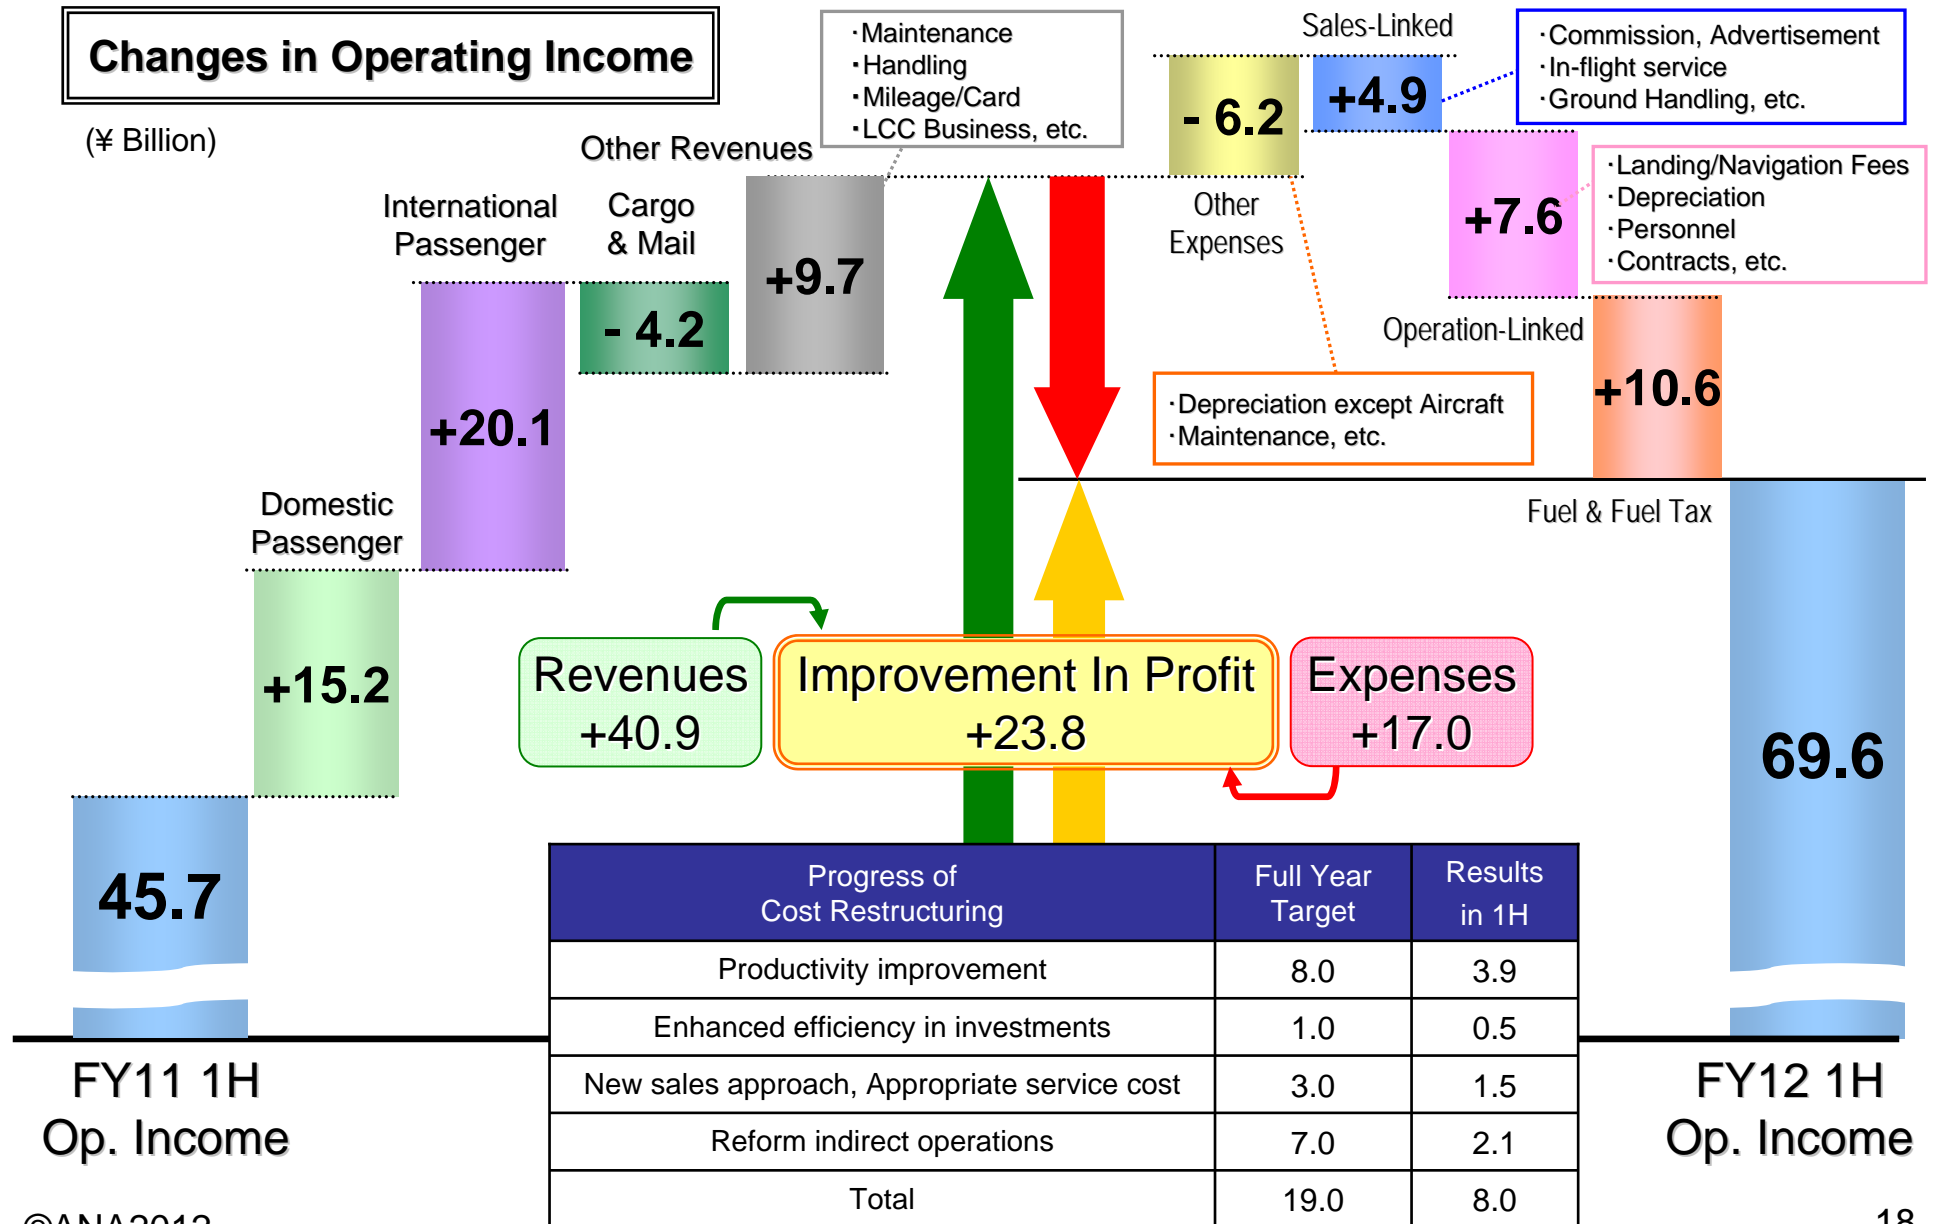 Changes in Operating Income
(¥ Billion)
・Maintenance
・Handling
・Mileage/Card
・LCC Business, etc.
Other Revenues
Sales-Linked
・Commission, Advertisement
・In-flight service
・Ground Handling, etc.
- 6.2
+4.9
International
Passenger
Cargo
& Mail
+9.7
Other
Expenses
+7.6
・Landing/Navigation Fees
・Depreciation
・Personnel
・Contracts, etc.
- 4.2
Operation-Linked
+20.1
+10.6
・Depreciation except Aircraft
・Maintenance, etc.
Domestic
Passenger
Fuel & Fuel Tax
+15.2
Revenues
+40.9
Improvement In Profit
+23.8
Expenses
+17.0
69.6
45.7
Progress of
Cost Restructuring
Full Year
Target
Results
in 1H
Productivity improvement 8.0 3.9
Enhanced efficiency in investments 1.0 0.5
New sales approach, Appropriate service cost 3.0 1.5
Reform indirect operations 7.0 2.1
Total 19.0 8.0
FY11 1H
Op. Income
FY12 1H
Op. Income
©ANA2012
18